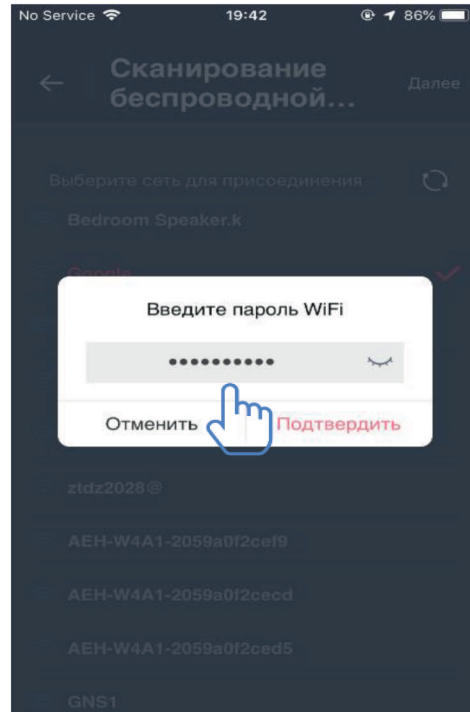 No Service 19:42 86%
Сканирование
беспроводной...
Далее
Выберите сеть для присоединения
Bedroom Speaker.k
Google
Введите пароль WiFi
••••••••••
Отменить Подтвердить
ztdz2028@
AEH-W4A1-2059a0f2cef9
AEH-W4A1-2059a0f2cecd
AEH-W4A1-2059a0f2ced5
GNS1